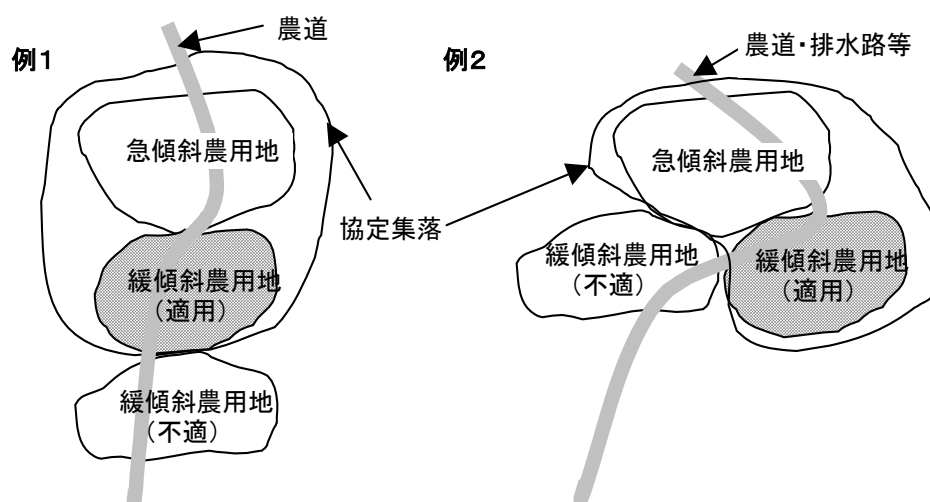 例1
農道
急傾斜農用地
協定集落
緩傾斜農用地
（適用）
緩傾斜農用地
（不適）
例2
農道・排水路等
急傾斜農用地
緩傾斜農用地
（不適）
緩傾斜農用地
（適用）